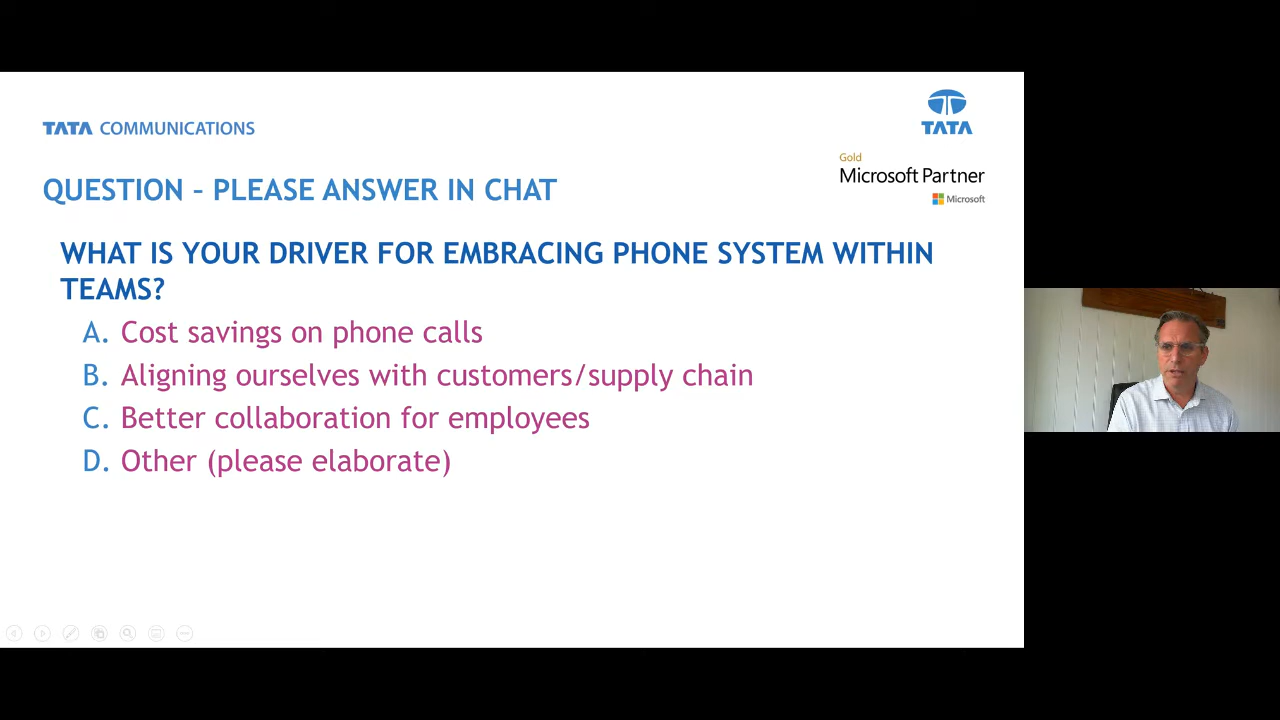 TATA COMMUNICATIONS
TATA
Gold
Microsoft Partner
Microsoft
QUESTION – PLEASE ANSWER IN CHAT
WHAT IS YOUR DRIVER FOR EMBRACING PHONE SYSTEM WITHIN
TEAMS?
A. Cost savings on phone calls
B. Aligning ourselves with customers/supply chain
C. Better collaboration for employees
D. Other (please elaborate)